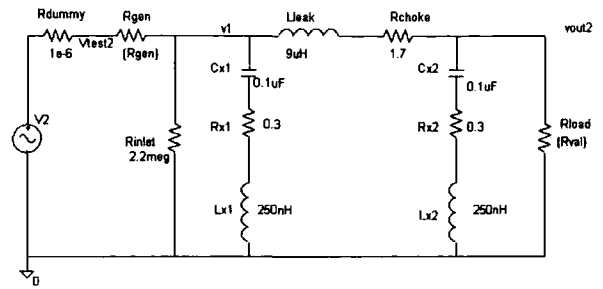 Rdummy
1e-6
Vtest2
Rgen
{Rgen}
v1
Lleak
9uH
Rchoke
1.7
vout2
V2
Rinlet
2.2meg
Cx1
0.1uF
Rx1
0.3
Lx1
250nH
Cx2
0.1uF
Rx2
0.3
Lx2
250nH
Rload
{Rval}
0